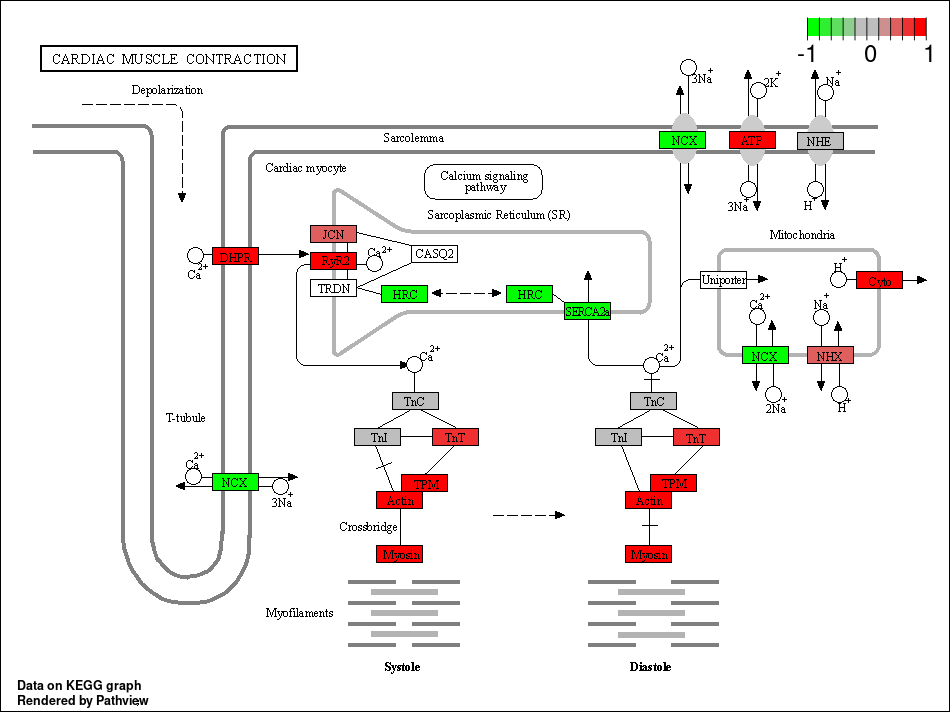 CARDIAC MUSCLE CONTRACTION
-1 0 1
Depolarization
3Na+
2K+
Na+
Sarcolemma
NCX
ATP
NHE
Cardiac myocyte
Calcium signaling
pathway
3Na+
H+
Sarcoplasmic Reticulum (SR)
Mitochondria
JCN
DHPR
RyR2
Ca2+
CASQ2
Ca2+
TRDN
HRC
HRC
SERCA2a
Uniporter
H+
Cyto
Ca2+
Na+
NCX
NHX
2Na+
H+
Ca2+
Ca2+
TnC
TnC
T-tubule
TnI
TnT
TnI
TnT
Ca2+
NCX
3Na+
TPM
Actin
TPM
Actin
Crossbridge
Myosin
Myosin
Myofilaments
Systole
Diastole
Data on KEGG graph
Rendered by Pathview